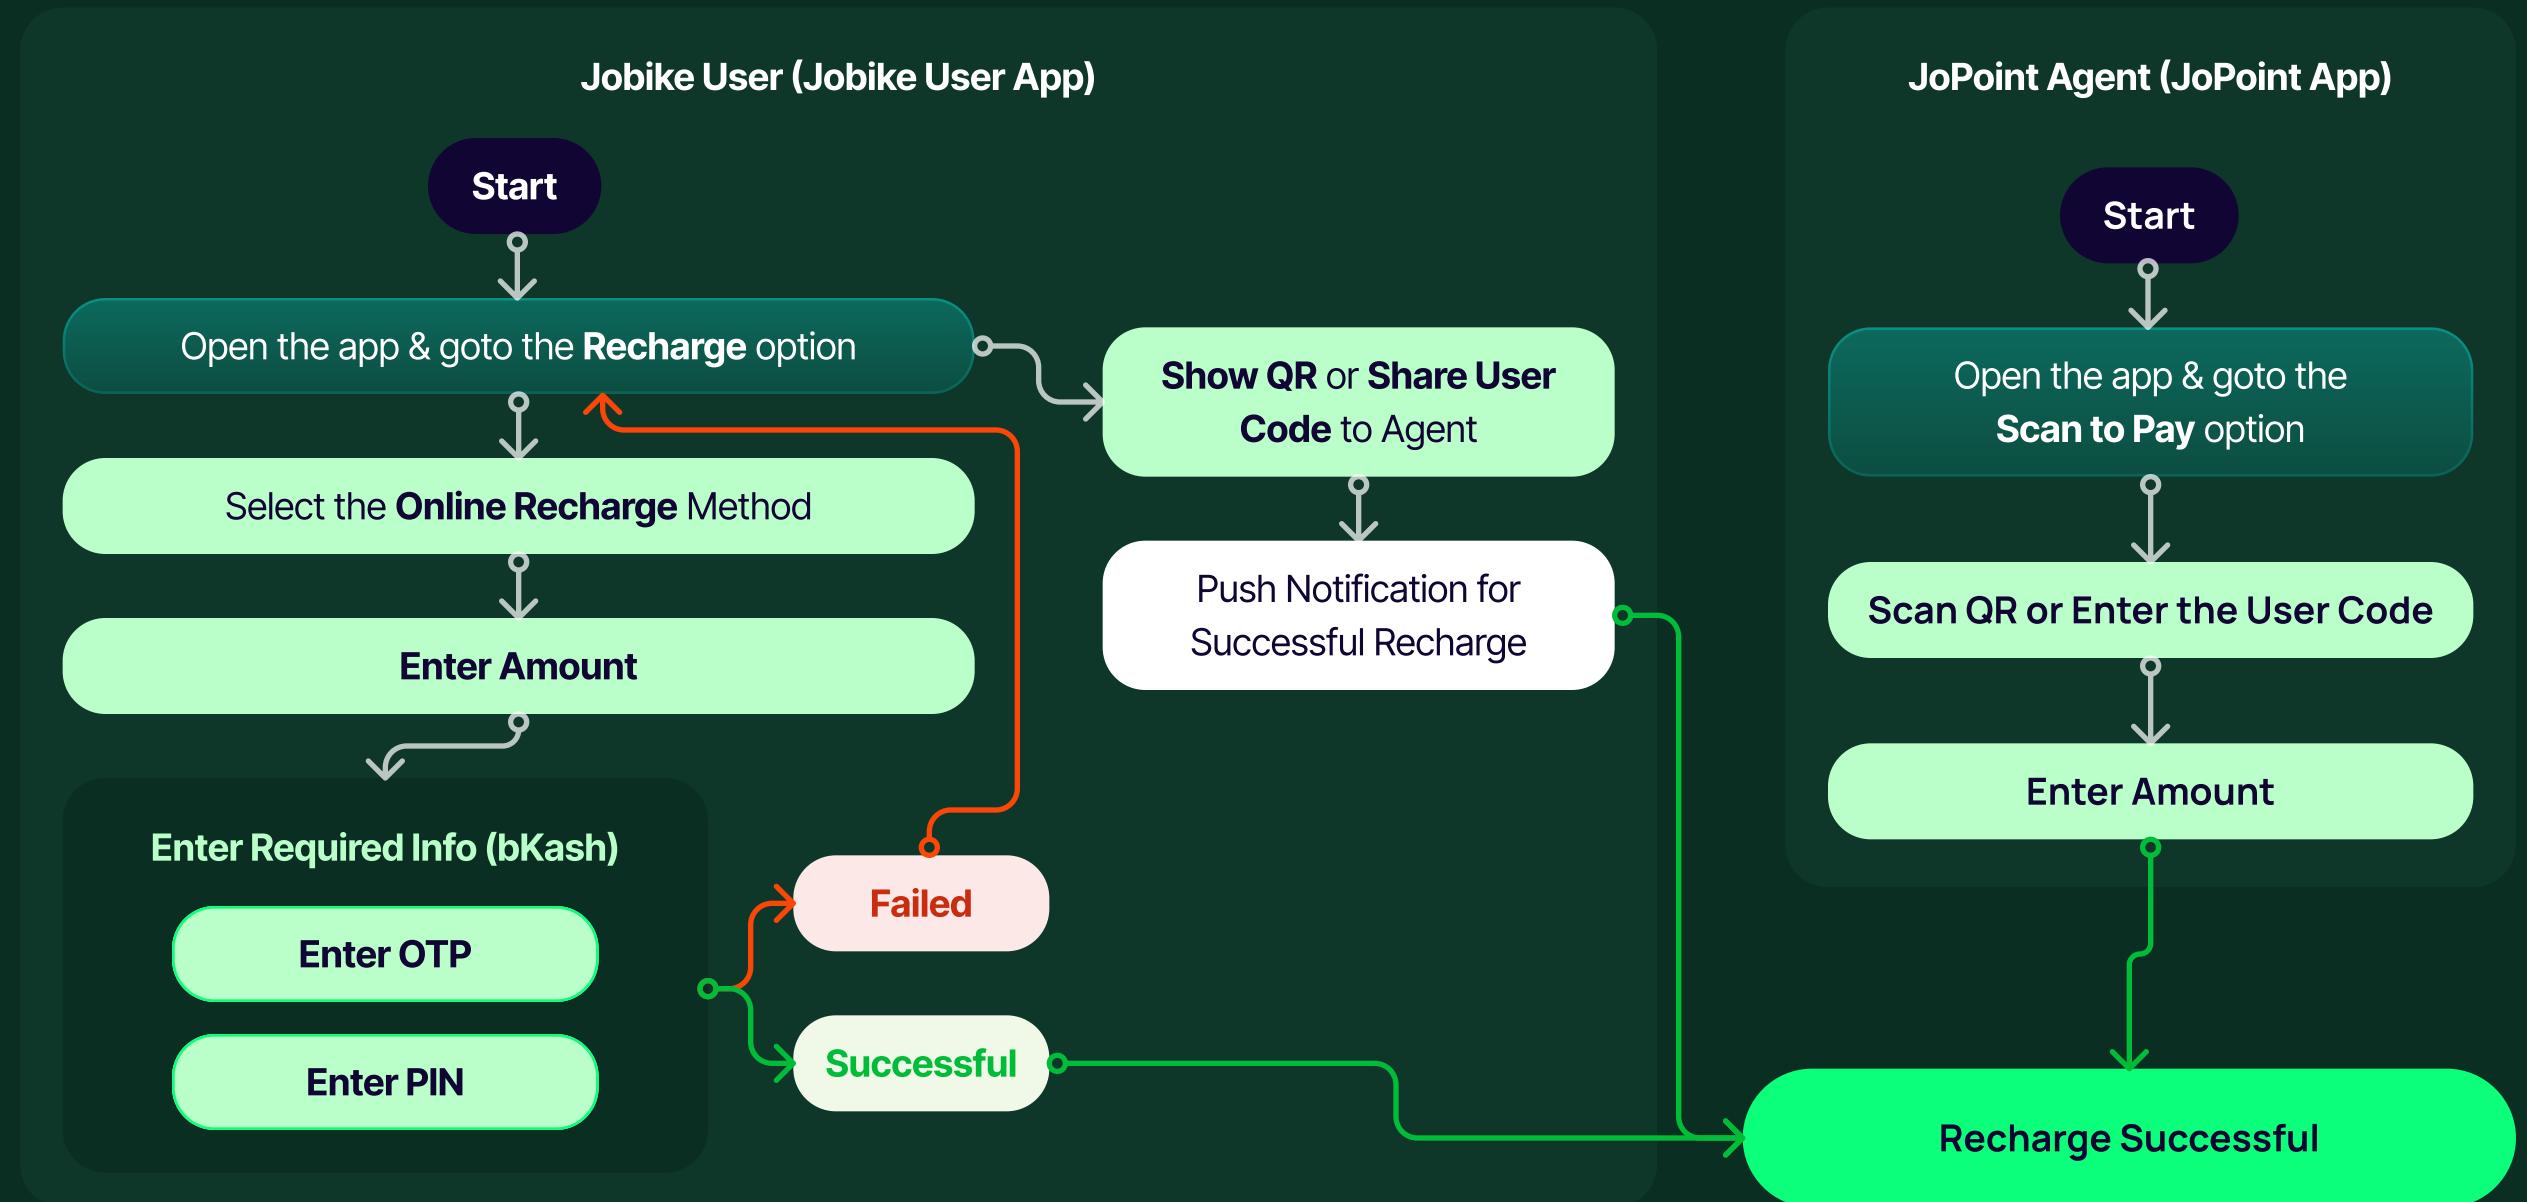 Jobike User (Jobike User App)
Start
Open the app & goto the Recharge option
Select the Online Recharge Method
Enter Amount
Enter Required Info (bKash)
Enter OTP
Enter PIN
Failed
Successful
Show QR or Share User
Code to Agent
Push Notification for
Successful Recharge
JoPoint Agent (JoPoint App)
Start
Open the app & goto the
Scan to Pay option
Scan QR or Enter the User Code
Enter Amount
Recharge Successful